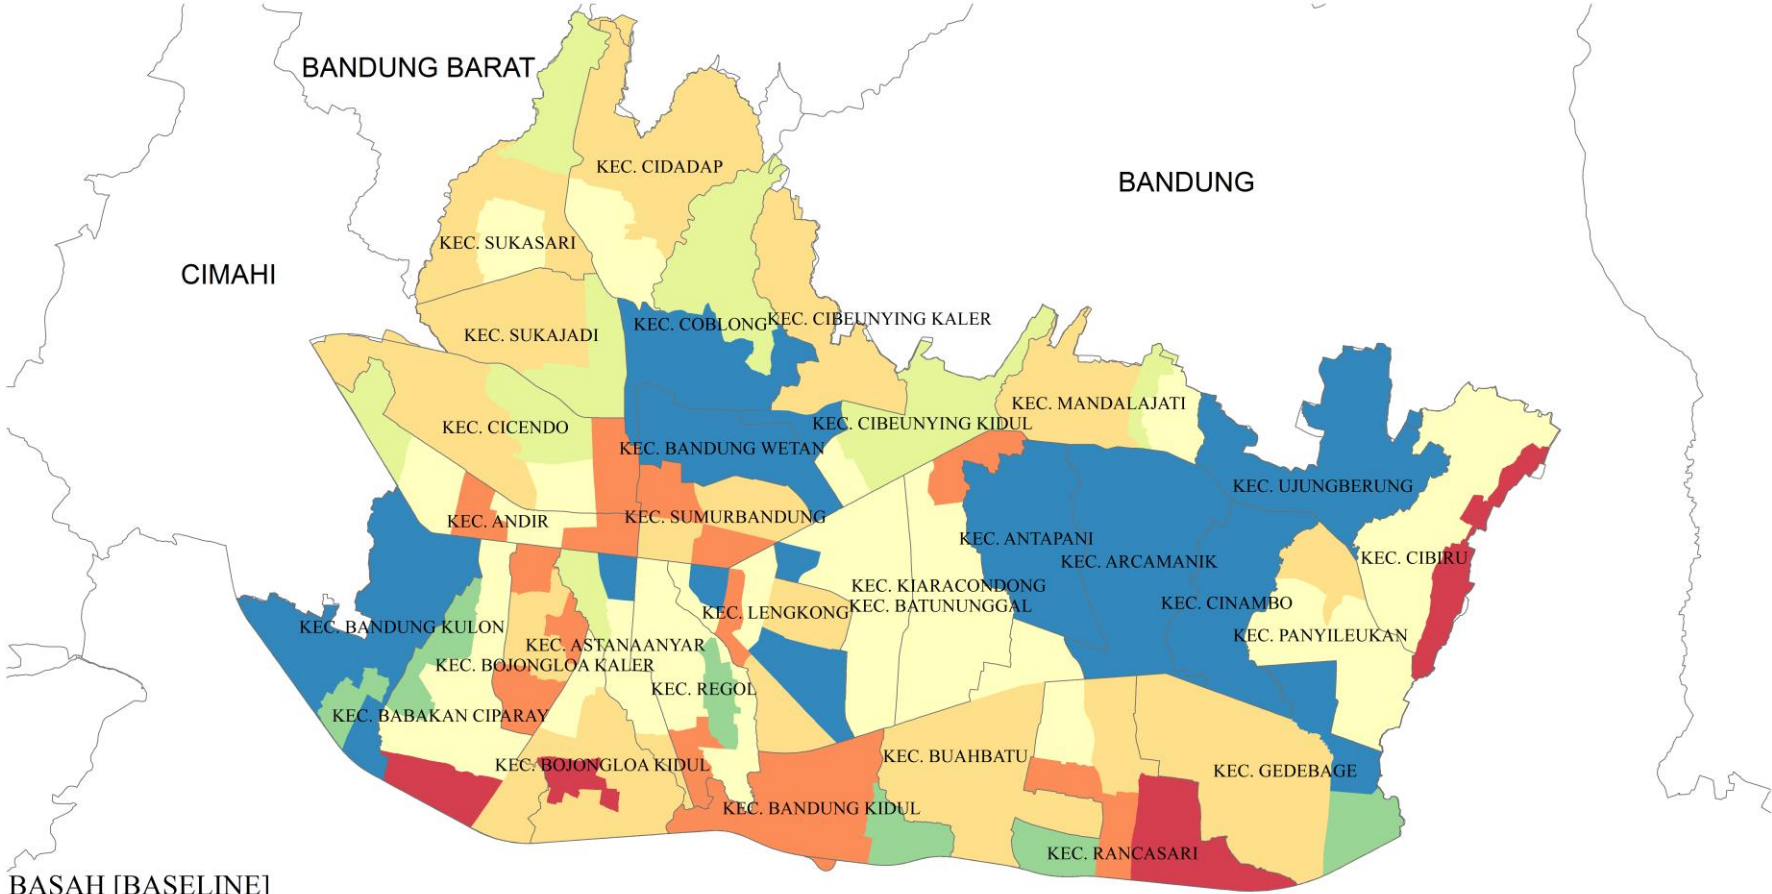 BANDUNG BARAT
KEC. CIDADAP
BANDUNG
KEC. SUKASARI
CIMAHI
KEC. SUKAJADI
KEC. COBLONG
KEC. CIBEUNYING KALER
KEC. MANDALAJATI
KEC. CICENDO
KEC. CIBEUNYING KIDUL
KEC. BANDUNG WETAN
KEC. UJUNGBERUNG
KEC. ANDIR
KEC. SUMURBANDUNG
KEC. ANTAPANI
KEC. ARCAMANIK
KEC. CIBIRU
KEC. KIARACONDONG
KEC. CINAMBO
KEC. BATUNUNGGAL
KEC. LENGKONG
KEC. BANDUNG KULON
KEC. PANYILEUKAN
KEC. ASTANAANYAR
KEC. BOJONGLOA KALER
KEC. REGOL
KEC. BABAKAN CIPARAY
KEC. BUAHBATU
KEC. BOJONGLOA KIDUL
KEC. GEDEBAGE
KEC. BANDUNG KIDUL
KEC. RANCASARI
BASAH [BASELINE]